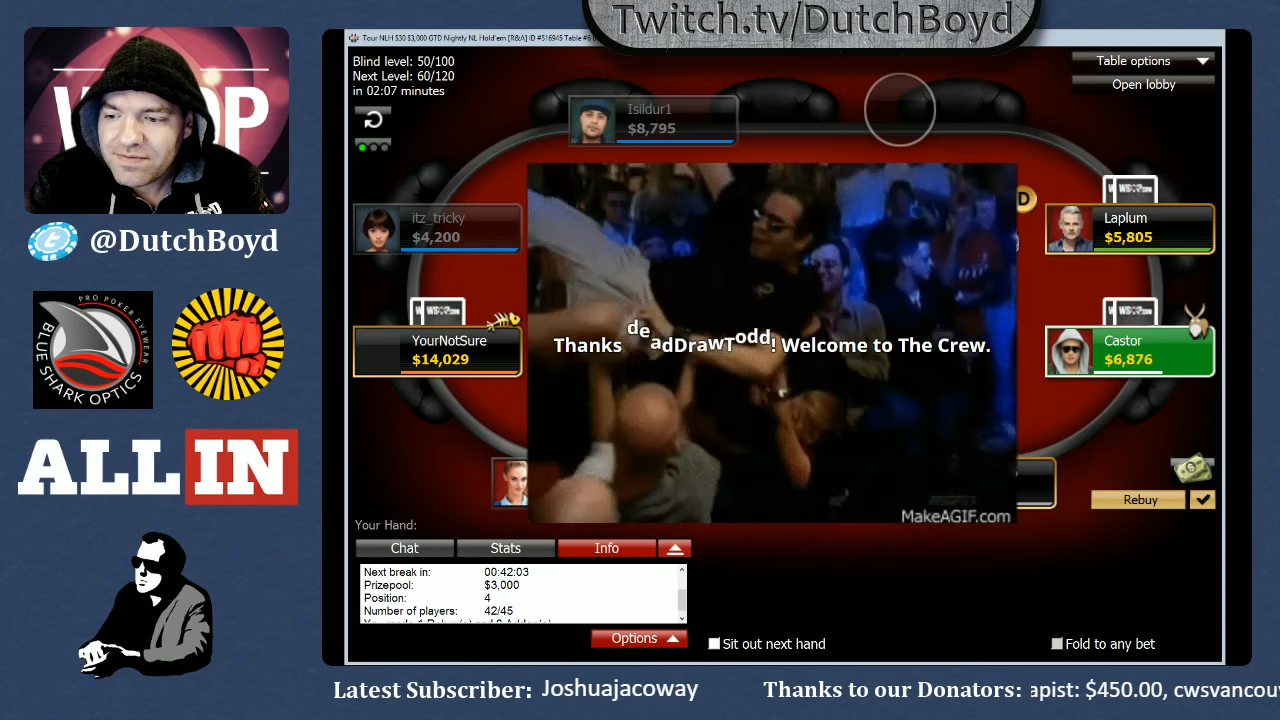 Twitch.tv/DutchBoyd
Tour NLH $30 $3,000 GTD Nightly NL Hold'em [R&A] ID #516945 Table #6
Blind level: 50/100
Next Level: 60/120
in 02:07 minutes
Table options
Open lobby
Isildur1
$8,795
itz_tricky
$4,200
D
Laplum
$5,805
YourNotSure
$14,029
Castor
$6,876
Thanks deadDrawTodd! Welcome to The Crew.
MakeAGIF.com
Rebuy
Your Hand:
Chat
Stats
Info
Next break in: 00:42:03
Prizepool: $3,000
Position: 4
Number of players: 42/45
Options
Sit out next hand
Fold to any bet
@DutchBoyd
PRO POKER EYEWEAR
BLUE SHARK OPTICS
ALL IN
Latest Subscriber: Joshuajacoway
Thanks to our Donators: apist: $450.00, cwsvancouv